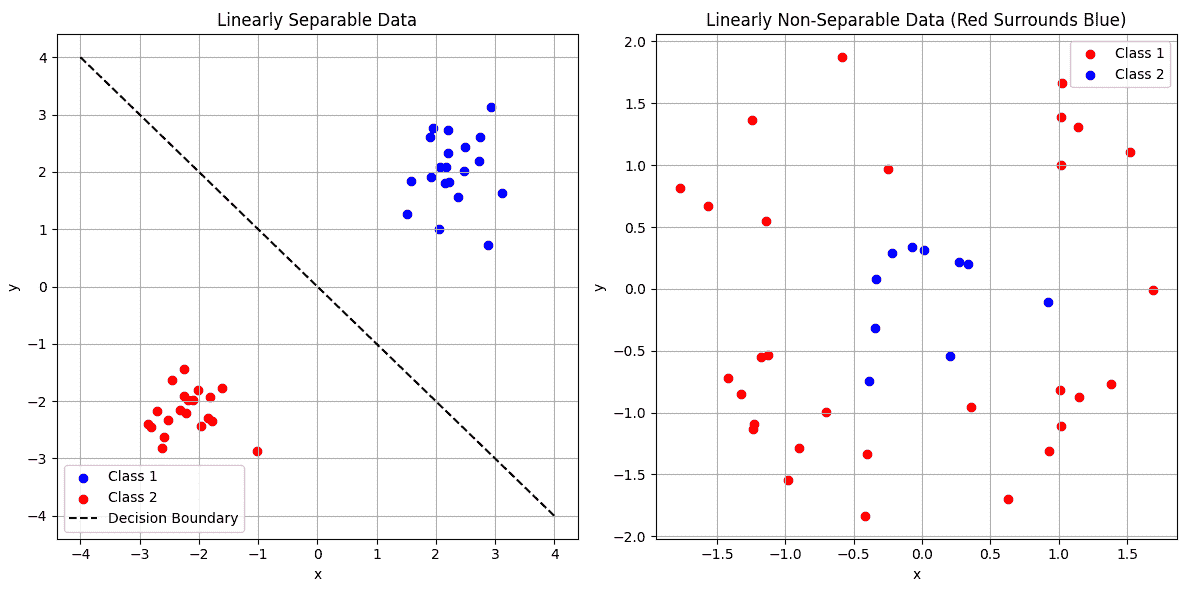 Linearly Separable Data
4
3
2
1
0
−1
−2
−3
−4
y
Class 1
Class 2
Decision Boundary
−4 −3 −2 −1 0 1 2 3 4
x
Linearly Non-Separable Data (Red Surrounds Blue)
2.0
1.5
1.0
0.5
0.0
−0.5
−1.0
−1.5
−2.0
y
Class 1
Class 2
−1.5 −1.0 −0.5 0.0 0.5 1.0 1.5
x